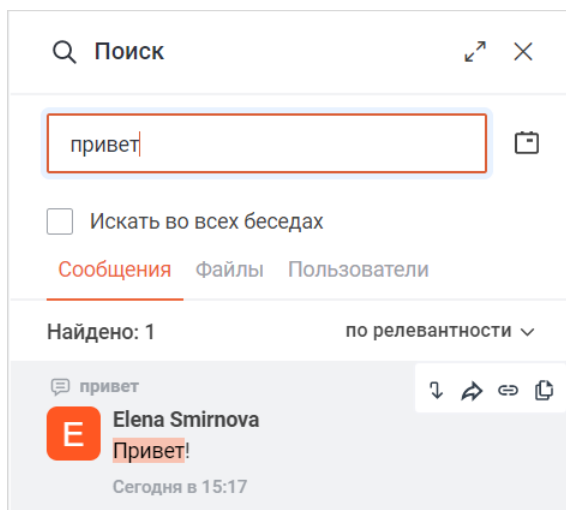 Поиск
привет
Искать во всех беседах
Сообщения Файлы Пользователи
Найдено: 1 по релевантности
привет
E
Elena Smirnova
Привет!
Сегодня в 15:17